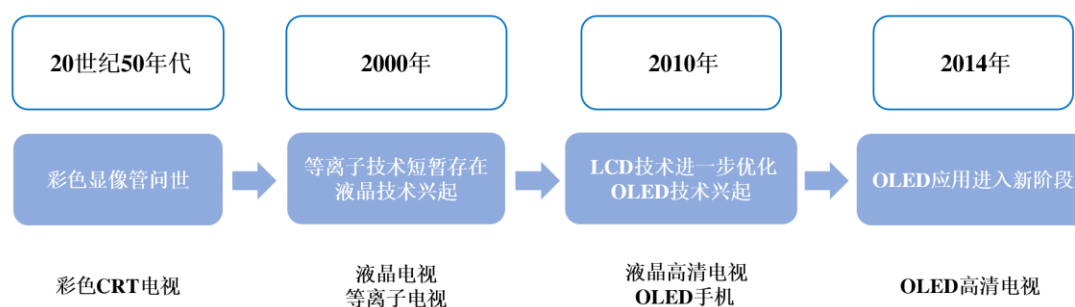 20世纪50年代
2000年
2010年
2014年
彩色显像管问世
等离子技术短暂存在
液晶技术兴起
LCD技术进一步优化
OLED技术兴起
OLED应用进入新阶段
彩色CRT电视
液晶电视
等离子电视
液晶高清电视
OLED手机
OLED高清电视